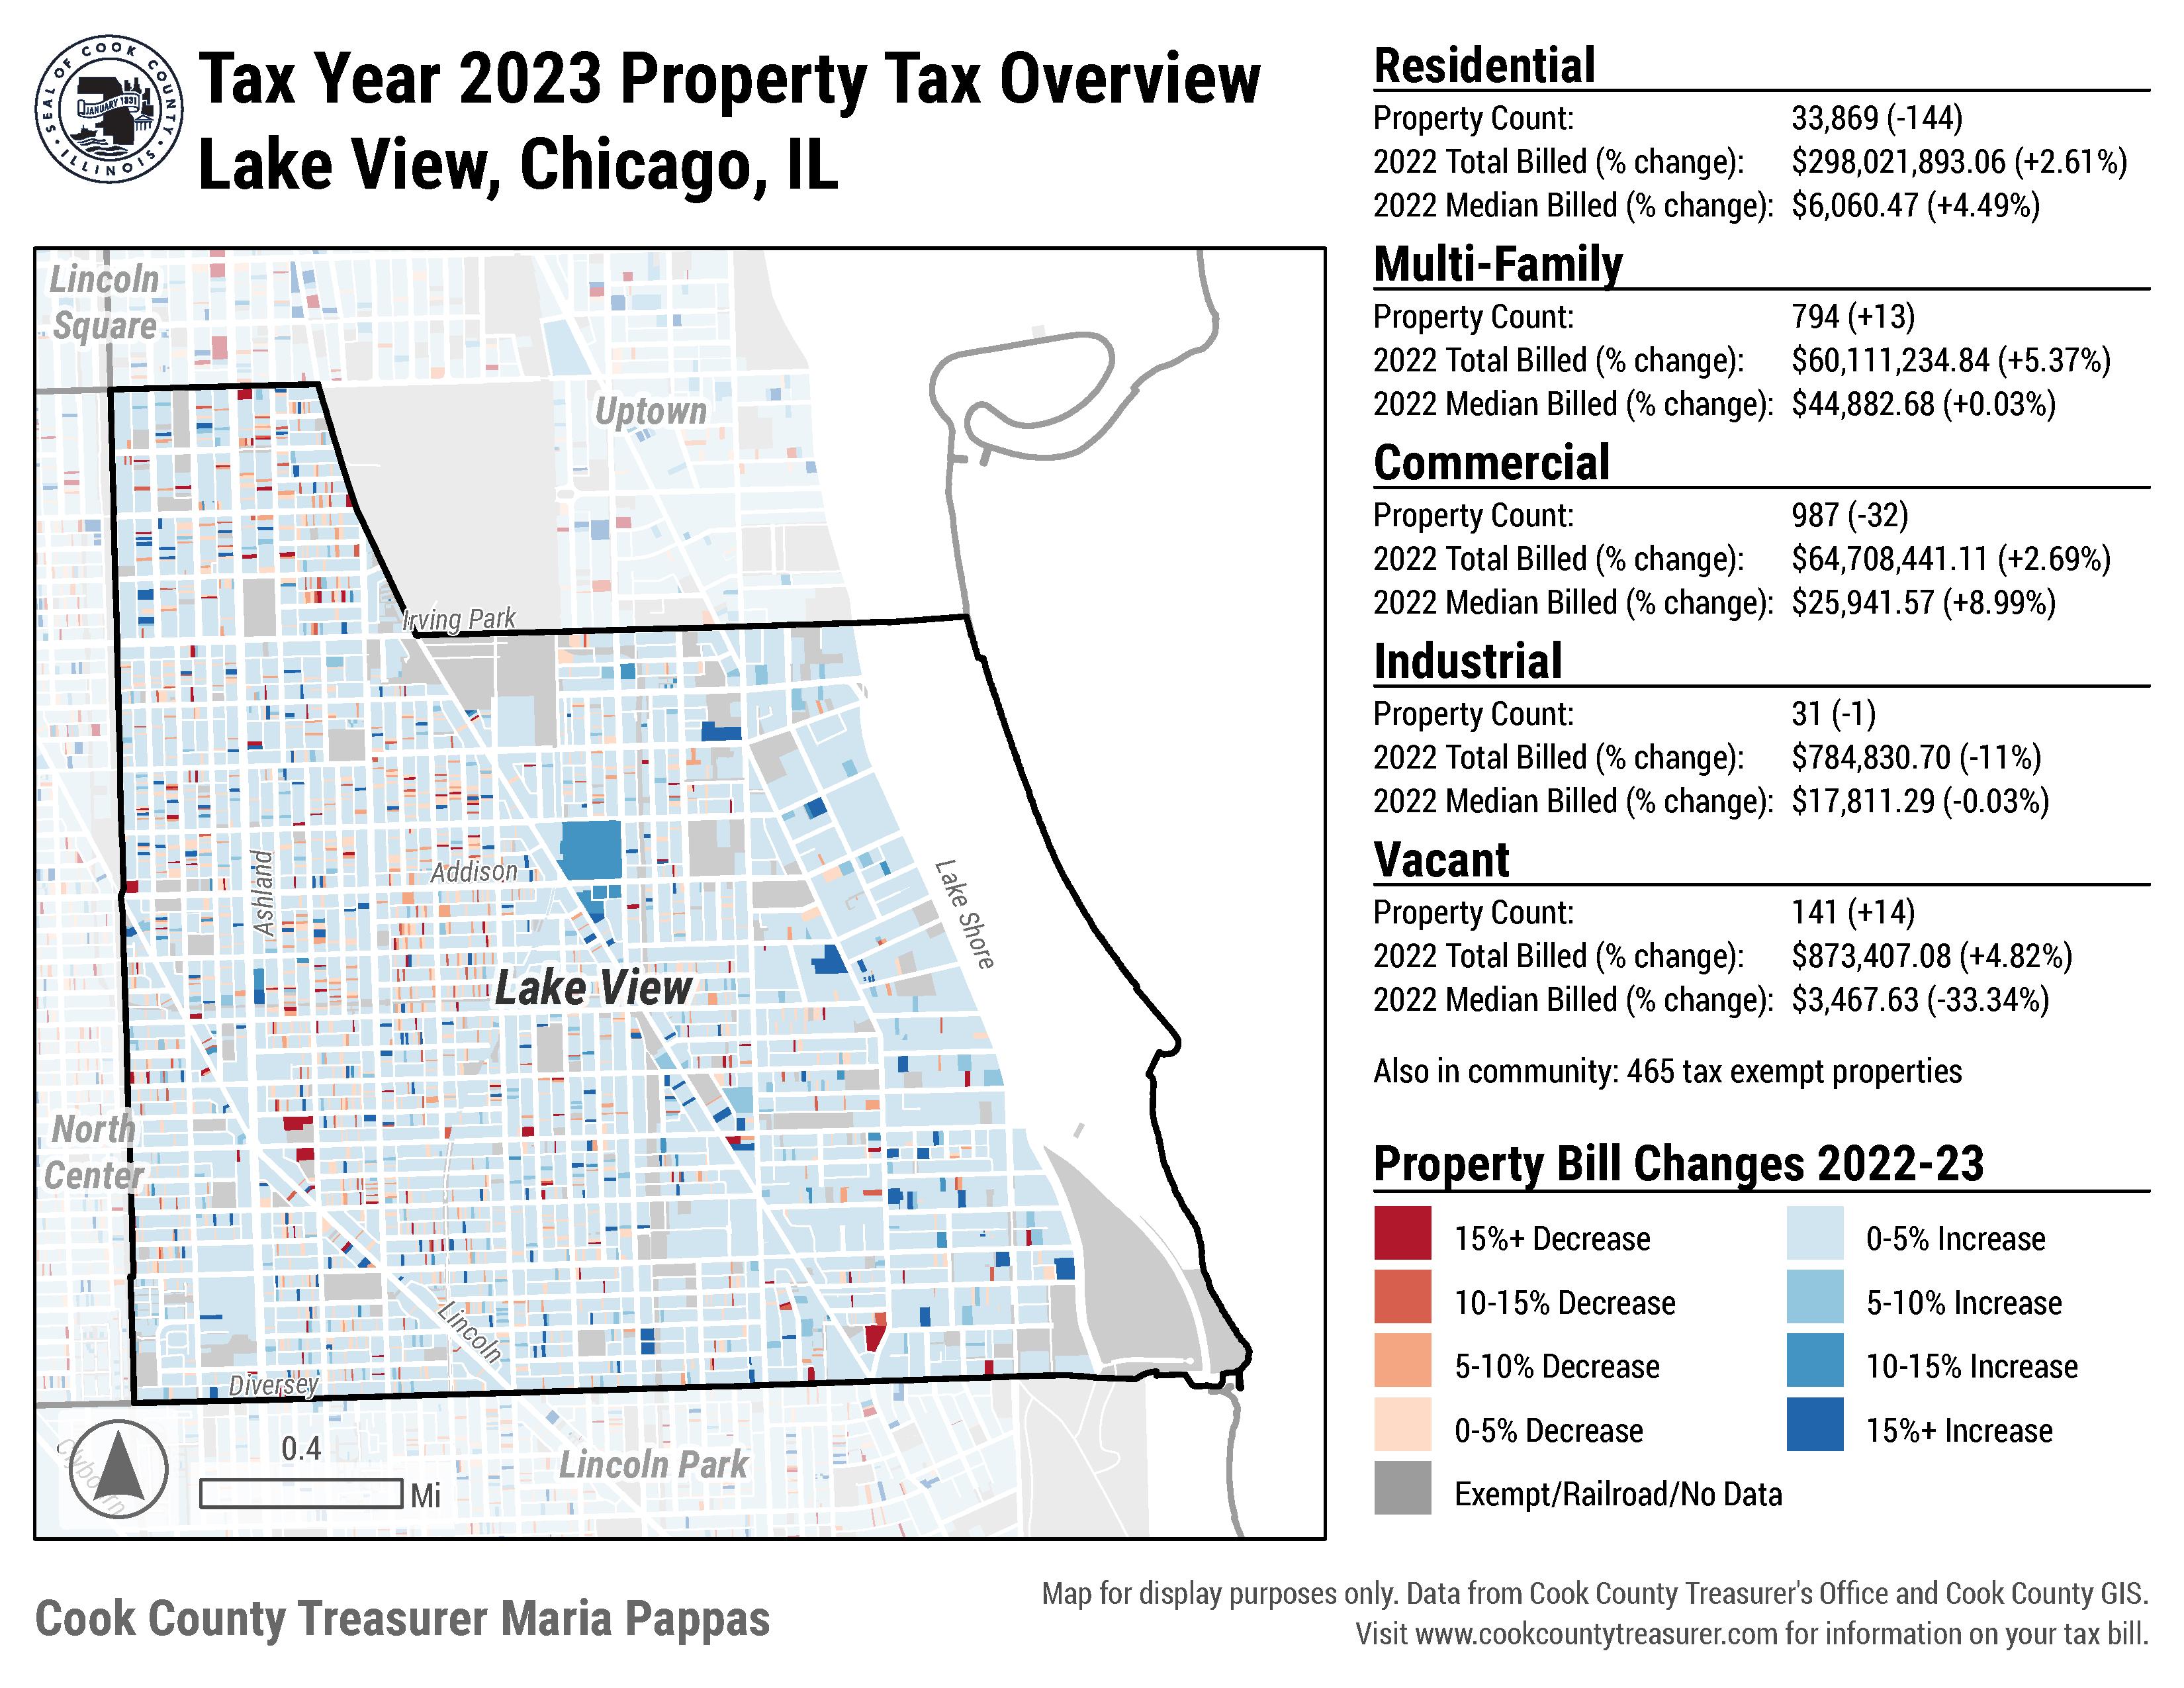 SEAL OF COOK COUNTY
• ILLINOIS •
JANUARY 1831
Tax Year 2023 Property Tax Overview
Lake View, Chicago, IL
Lincoln
Square
Uptown
Irving Park
Addison
Ashland
Lake Shore
Lake View
North
Center
Lincoln
Diversey
Clybourn
Lincoln Park
0.4
Mi
Residential
Property Count: 33,869 (-144)
2022 Total Billed (% change): $298,021,893.06 (+2.61%)
2022 Median Billed (% change): $6,060.47 (+4.49%)
Multi-Family
Property Count: 794 (+13)
2022 Total Billed (% change): $60,111,234.84 (+5.37%)
2022 Median Billed (% change): $44,882.68 (+0.03%)
Commercial
Property Count: 987 (-32)
2022 Total Billed (% change): $64,708,441.11 (+2.69%)
2022 Median Billed (% change): $25,941.57 (+8.99%)
Industrial
Property Count: 31 (-1)
2022 Total Billed (% change): $784,830.70 (-11%)
2022 Median Billed (% change): $17,811.29 (-0.03%)
Vacant
Property Count: 141 (+14)
2022 Total Billed (% change): $873,407.08 (+4.82%)
2022 Median Billed (% change): $3,467.63 (-33.34%)
Also in community: 465 tax exempt properties
Property Bill Changes 2022-23
15%+ Decrease
10-15% Decrease
5-10% Decrease
0-5% Decrease
Exempt/Railroad/No Data
0-5% Increase
5-10% Increase
10-15% Increase
15%+ Increase
Cook County Treasurer Maria Pappas
Map for display purposes only. Data from Cook County Treasurer's Office and Cook County GIS.
Visit www.cookcountytreasurer.com for information on your tax bill.